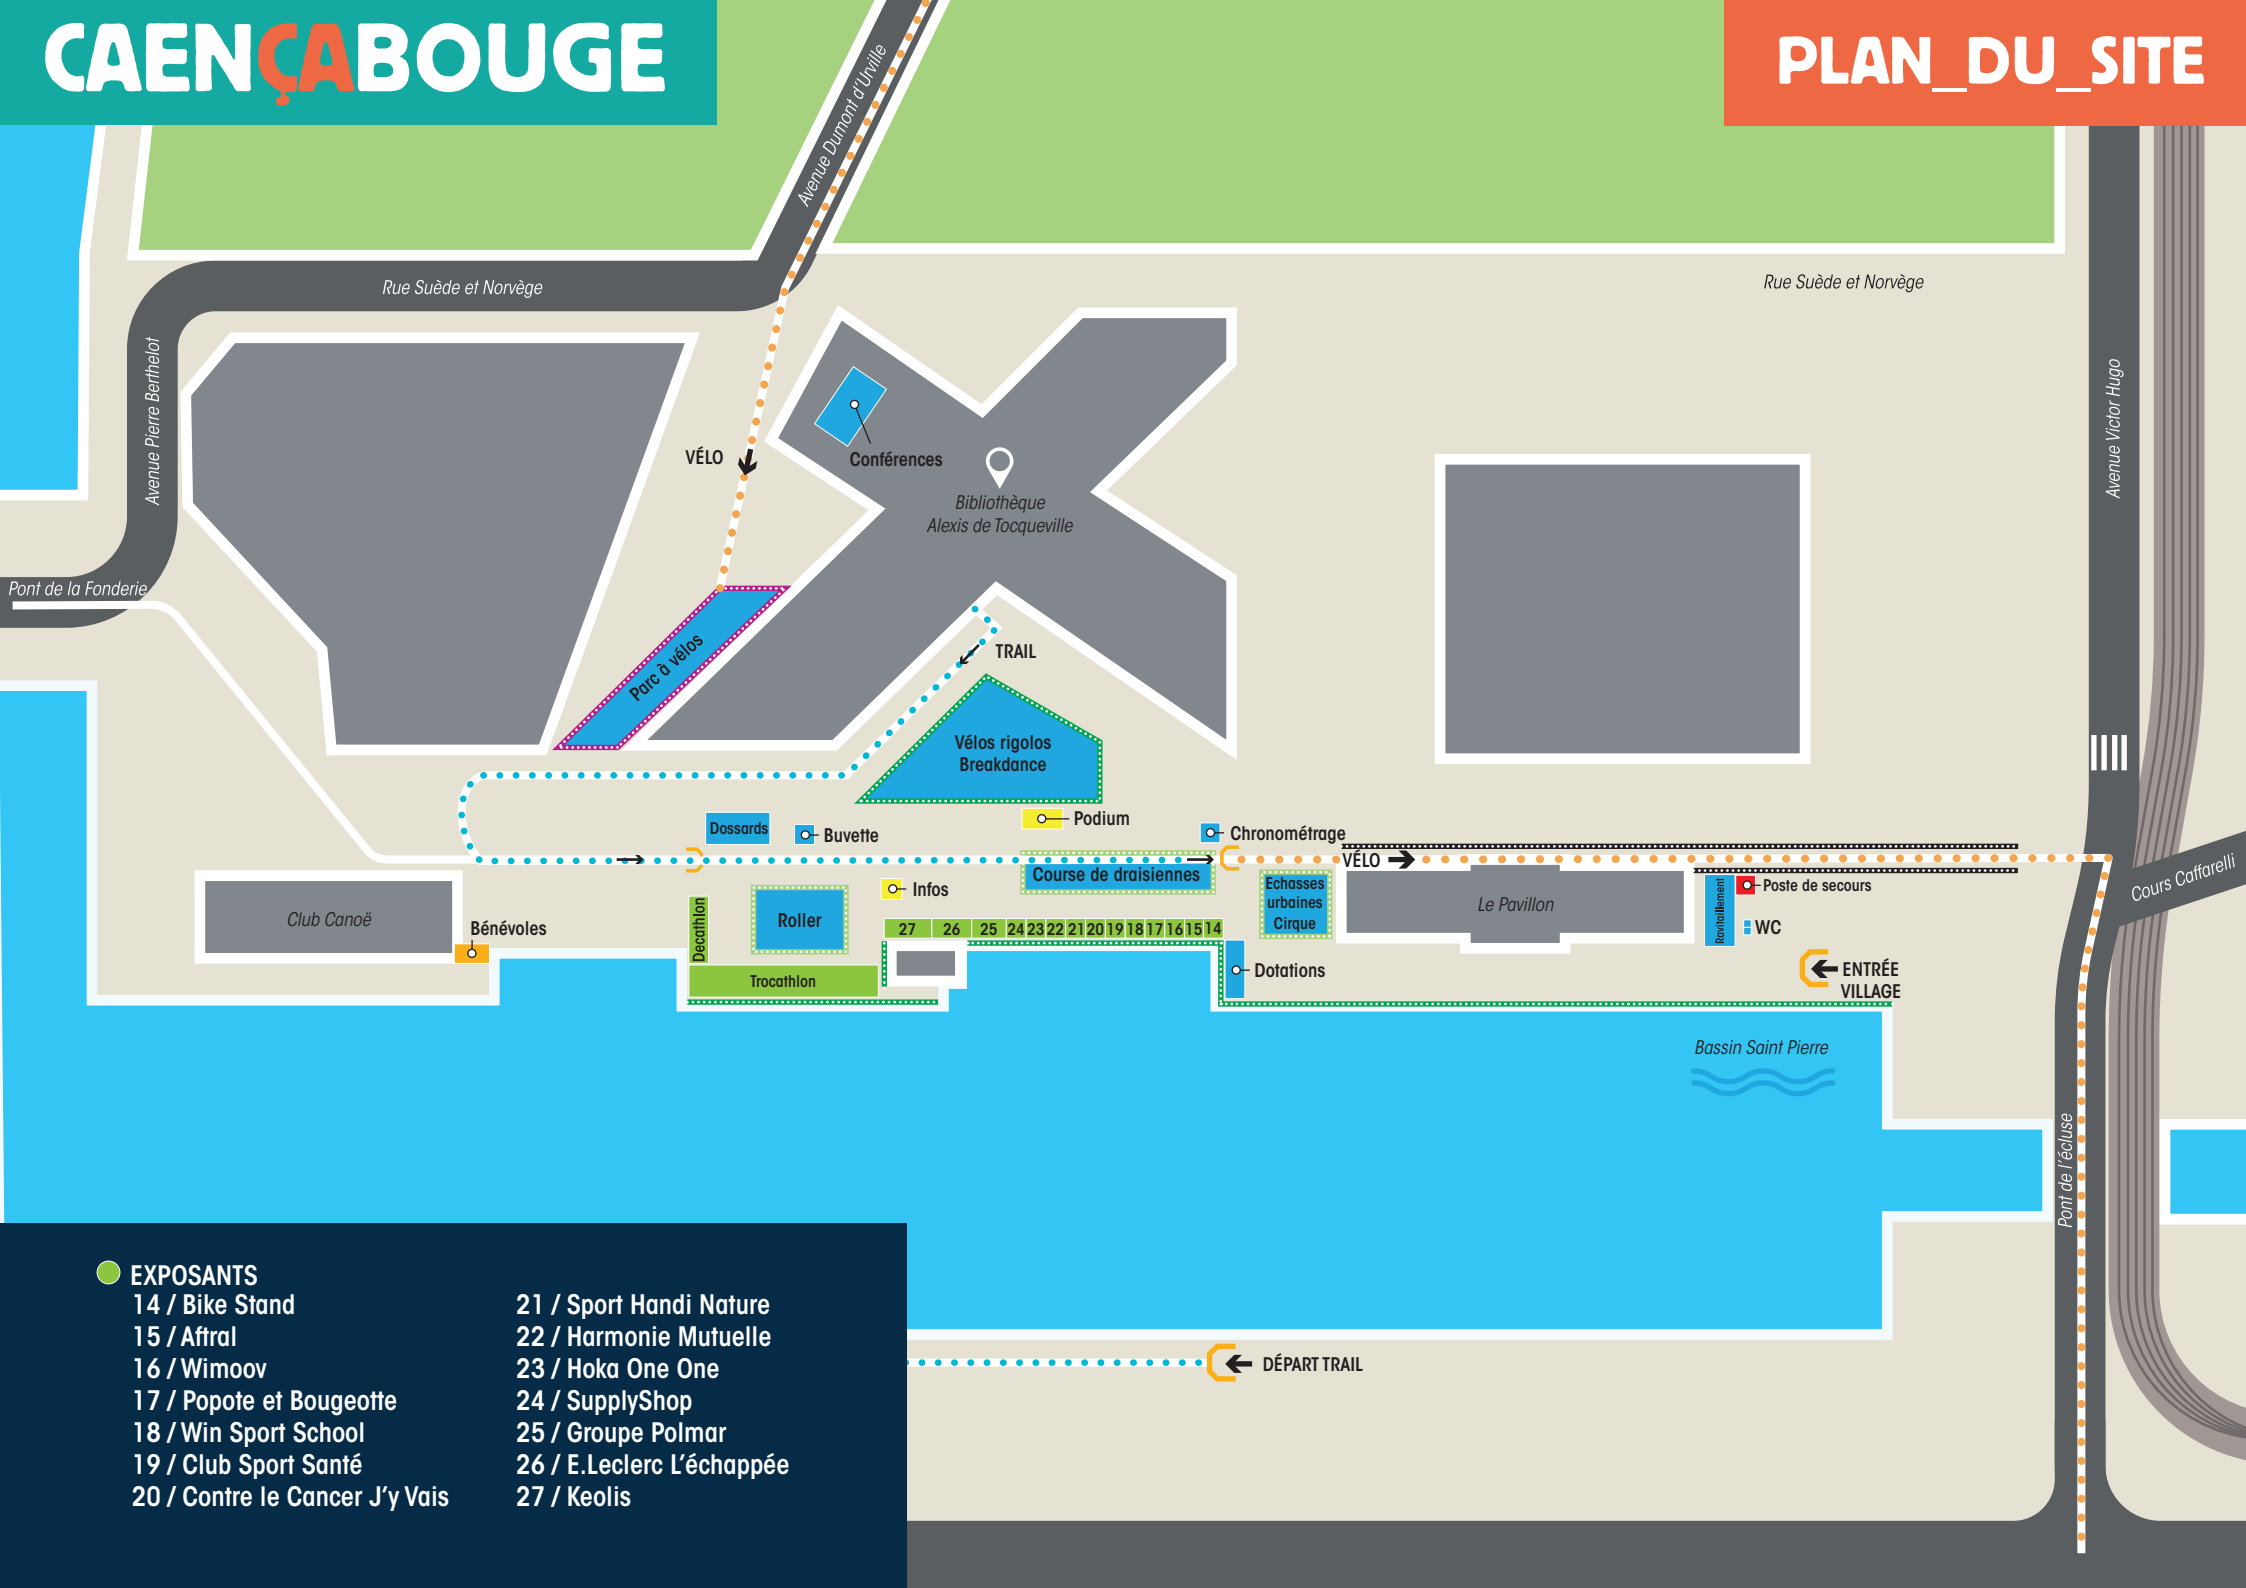 CAENÇABOUGE
PLAN_DU_SITE
Avenue Dumont d'Urville
Rue Suède et Norvège
Rue Suède et Norvège
Avenue Pierre Berthelot
Avenue Victor Hugo
VÉLO
Conférences
Bibliothèque
Alexis de Tocqueville
Pont de la Fonderie
Parc à vélos
TRAIL
Vélos rigolos
Breakdance
Dossards
Buvette
Podium
Chronométrage
VÉLO
Cours Caffarelli
Course de draisiennes
Echasses
urbaines
Cirque
Infos
Roller
Decathlon
Trocathlon
Club Canoë
Bénévoles
27 26 25 24 23 22 21 20 19 18 17 16 15 14
Le Pavillon
Ravitaillement
Poste de secours
WC
Dotations
ENTRÉE
VILLAGE
Bassin Saint Pierre
Pont de l'écluse
DÉPART TRAIL
EXPOSANTS
14 / Bike Stand
15 / Aftral
16 / Wimoov
17 / Popote et Bougeotte
18 / Win Sport School
19 / Club Sport Santé
20 / Contre le Cancer J'y Vais
21 / Sport Handi Nature
22 / Harmonie Mutuelle
23 / Hoka One One
24 / SupplyShop
25 / Groupe Polmar
26 / E.Leclerc L'échappée
27 / Keolis